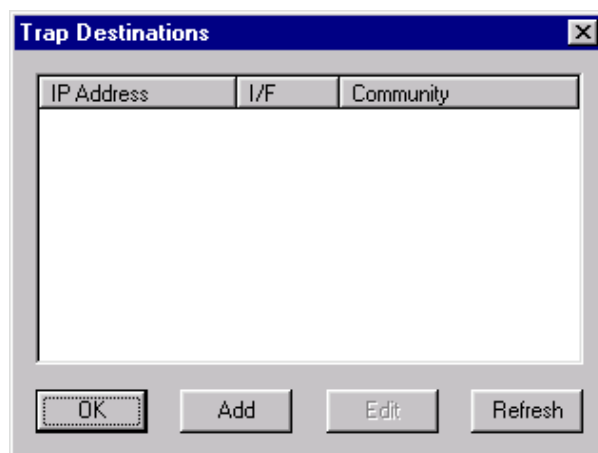 Trap Destinations
IP Address I/F Community
OK Add Edit Refresh